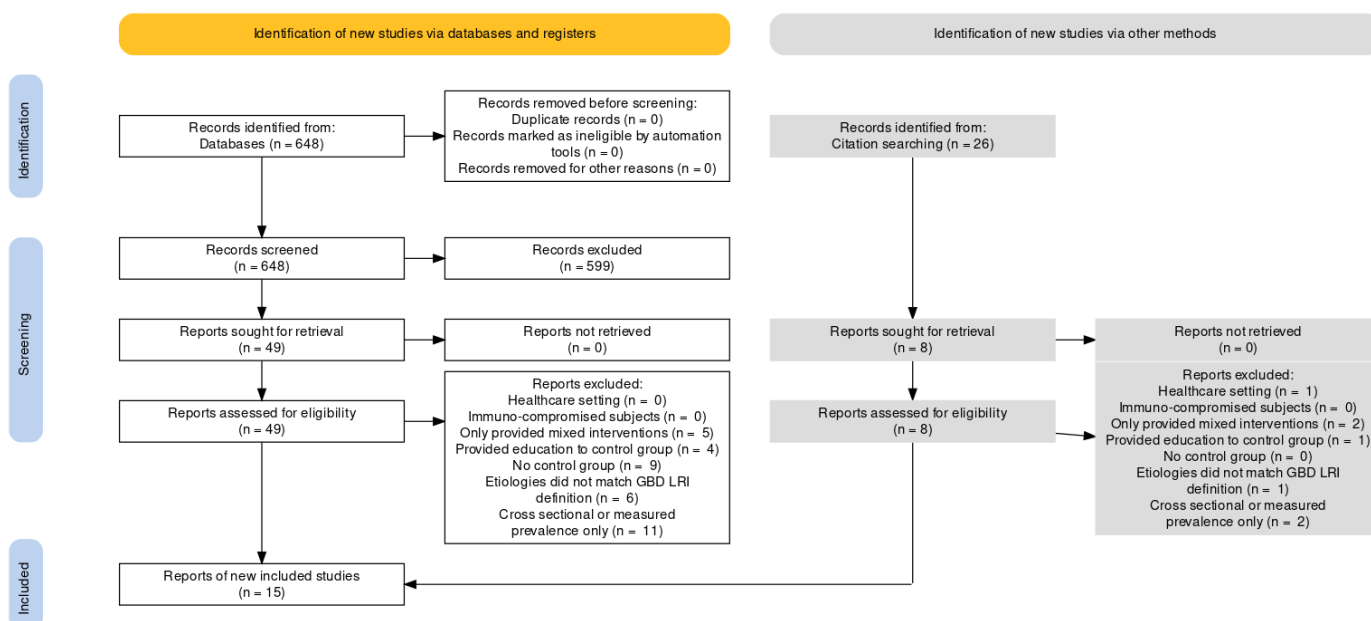 Identification of new studies via databases and registers
Identification of new studies via other methods
Identification
Records identified from:
Databases (n = 648)
Records removed before screening:
Duplicate records (n = 0)
Records marked as ineligible by automation
tools (n = 0)
Records removed for other reasons (n = 0)
Records identified from:
Citation searching (n = 26)
Screening
Records screened
(n = 648)
Records excluded
(n = 599)
Reports sought for retrieval
(n = 49)
Reports not retrieved
(n = 0)
Reports sought for retrieval
(n = 8)
Reports not retrieved
(n = 0)
Reports assessed for eligibility
(n = 49)
Reports excluded:
Healthcare setting (n = 0)
Immuno-compromised subjects (n = 0)
Only provided mixed interventions (n = 5)
Provided education to control group (n = 4)
No control group (n = 9)
Etiologies did not match GBD LRI
definition (n = 6)
Cross sectional or measured
prevalence only (n = 11)
Reports assessed for eligibility
(n = 8)
Reports excluded:
Healthcare setting (n = 1)
Immuno-compromised subjects (n = 0)
Only provided mixed interventions (n = 2)
Provided education to control group (n = 1)
No control group (n = 0)
Etiologies did not match GBD LRI
definition (n = 1)
Cross sectional or measured
prevalence only (n = 2)
Included
Reports of new included studies
(n = 15)